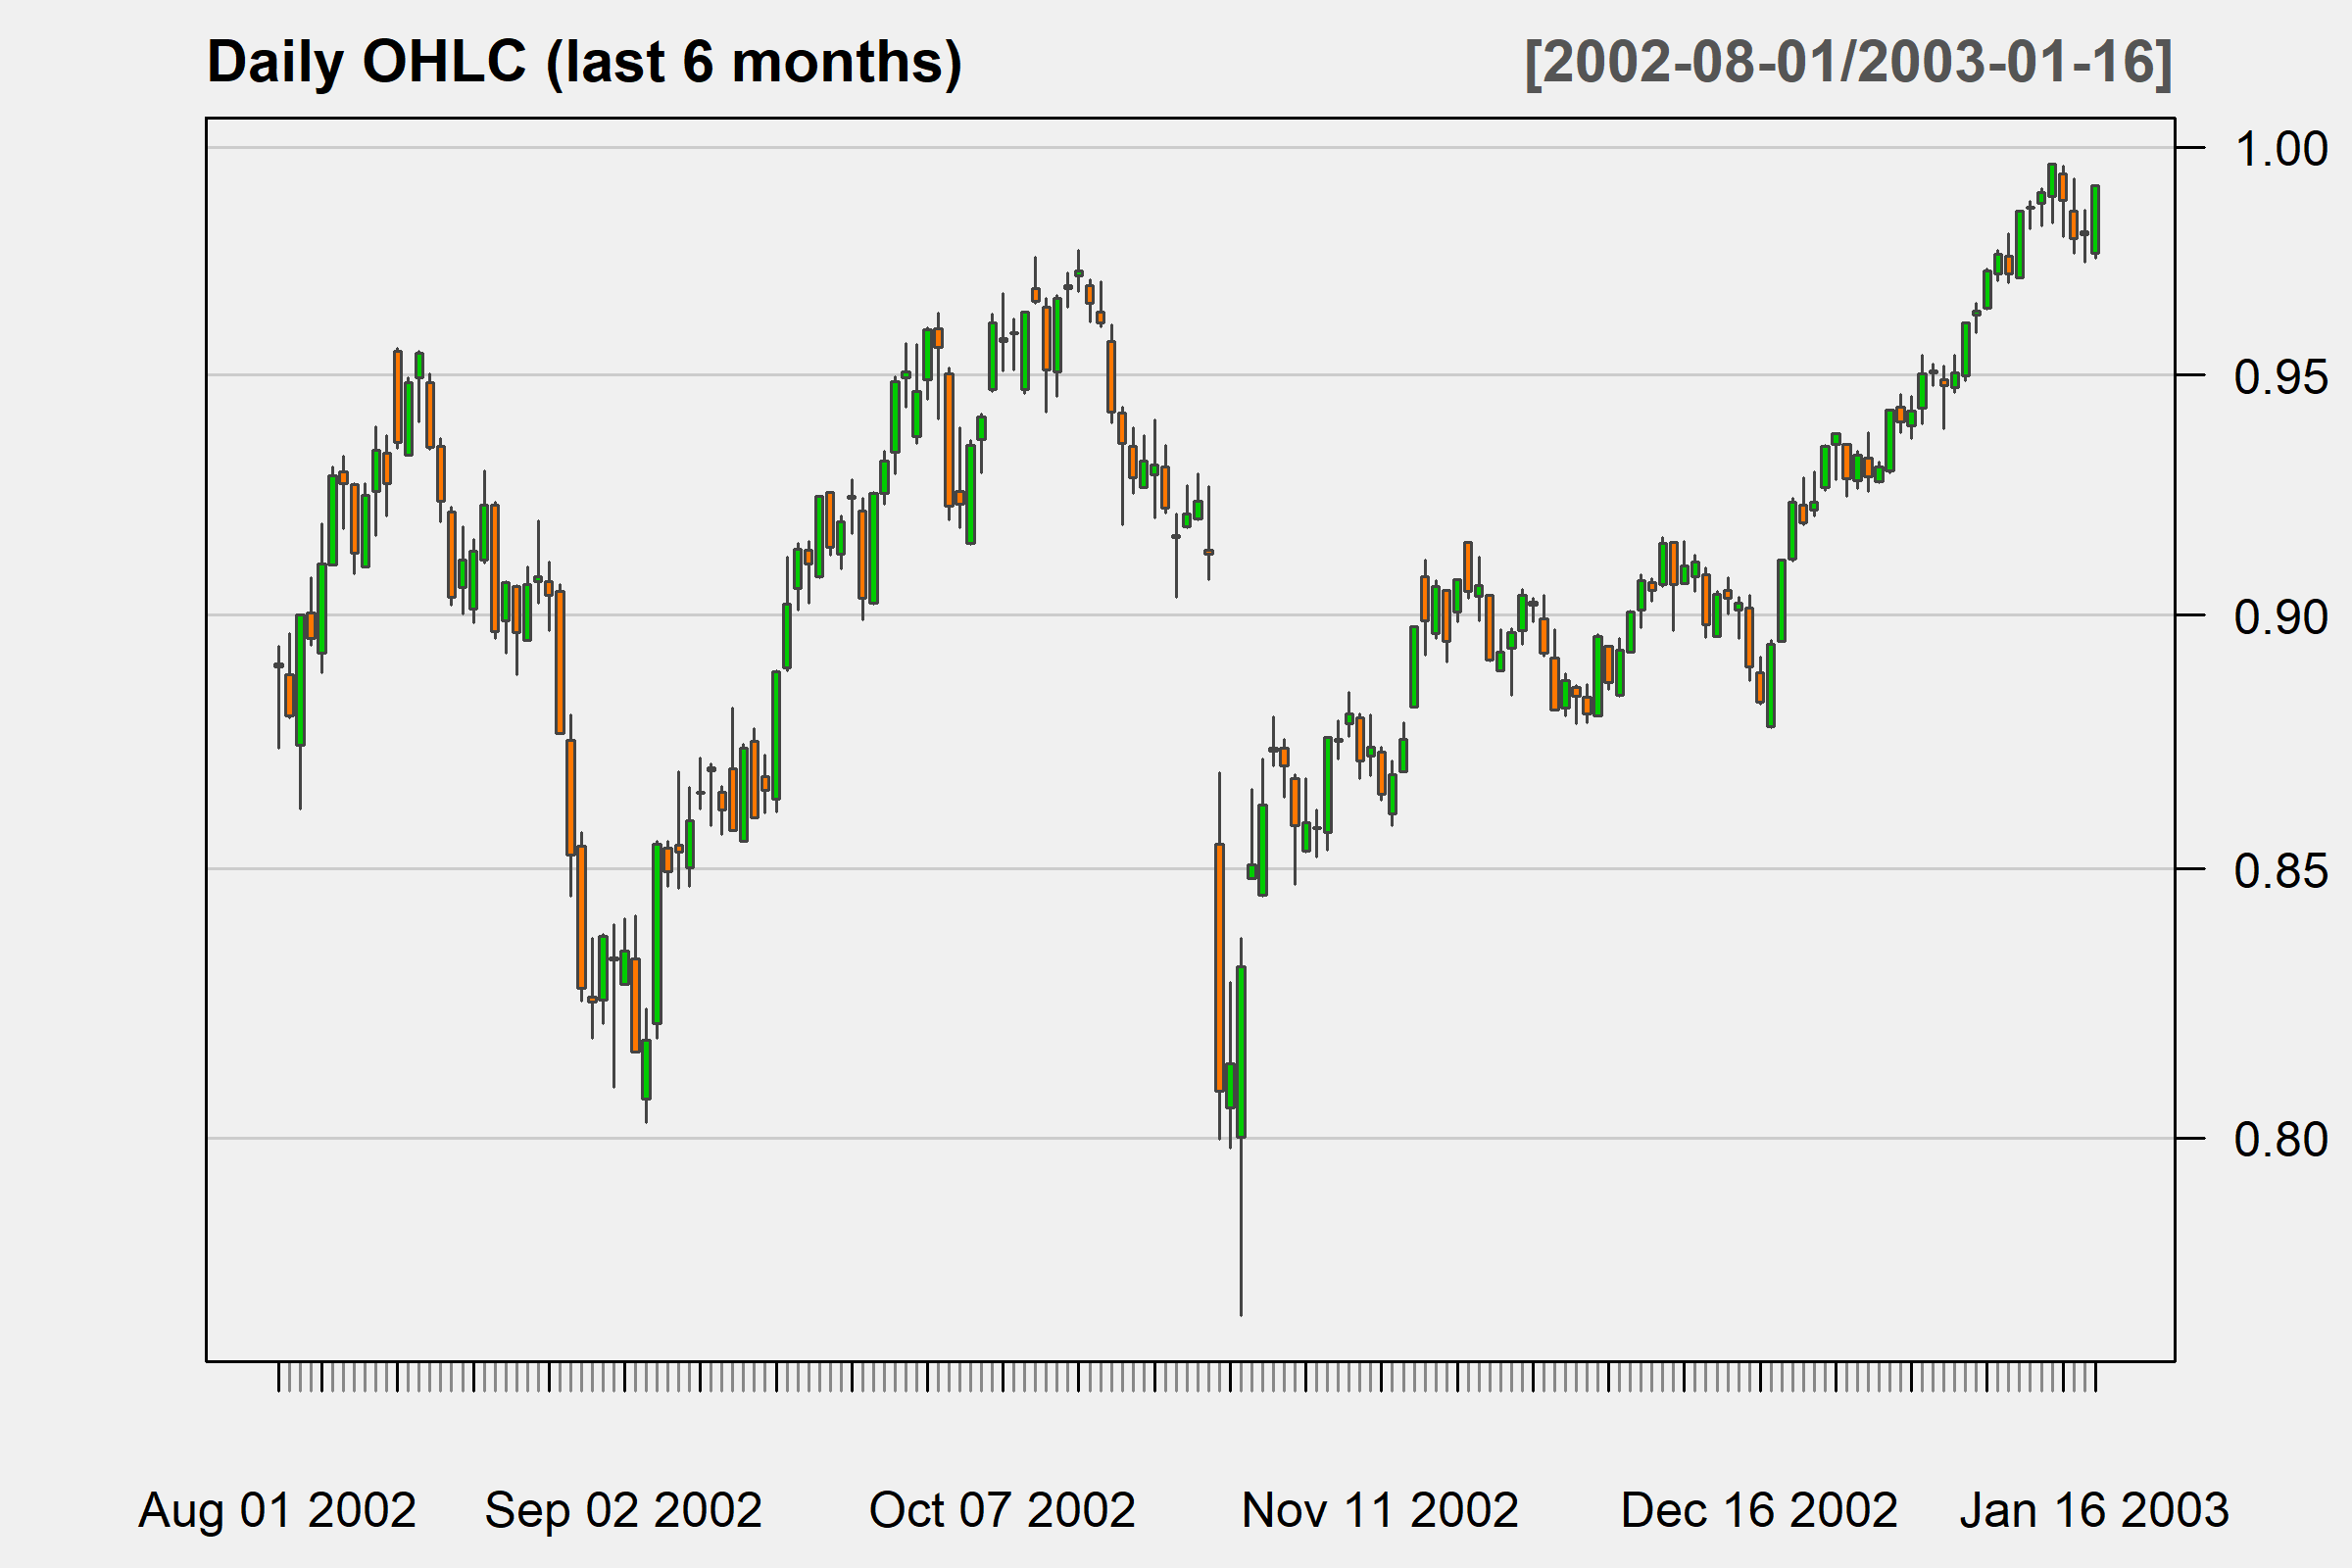 Daily OHLC (last 6 months) [2002-08-01/2003-01-16]
1.00
0.95
0.90
0.85
0.80
Aug 01 2002 Sep 02 2002 Oct 07 2002 Nov 11 2002 Dec 16 2002 Jan 16 2003